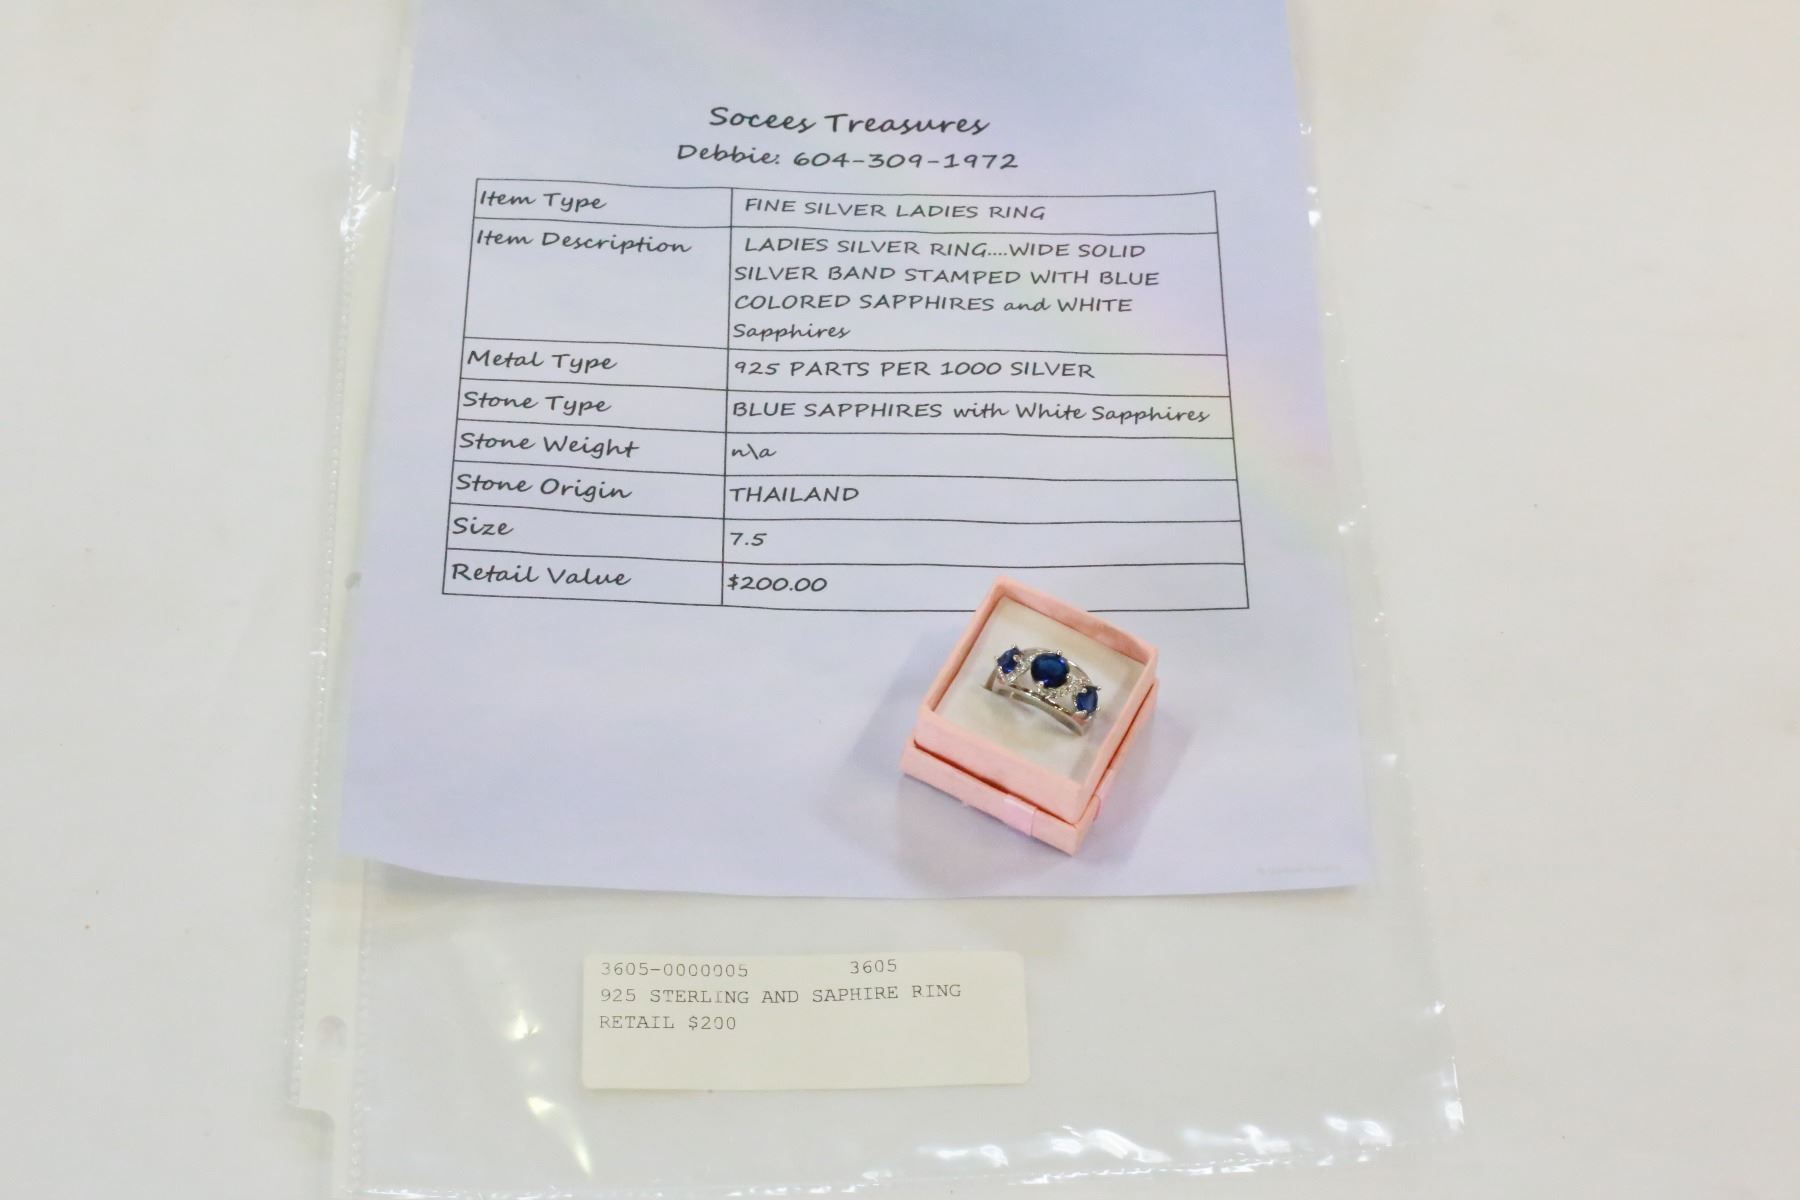 Socees Treasures
Debbie: 604-309-1972
Item Type FINE SILVER LADIES RING
Item Description LADIES SILVER RING....WIDE SOLID
SILVER BAND STAMPED WITH BLUE
COLORED SAPPHIRES and WHITE
Sapphires
Metal Type 925 PARTS PER 1000 SILVER
Stone Type BLUE SAPPHIRES with White Sapphires
Stone Weight n\a
Stone Origin THAILAND
Size 7.5
Retail Value $200.00
3605-0000005 3605
925 STERLING AND SAPHIRE RING
RETAIL $200